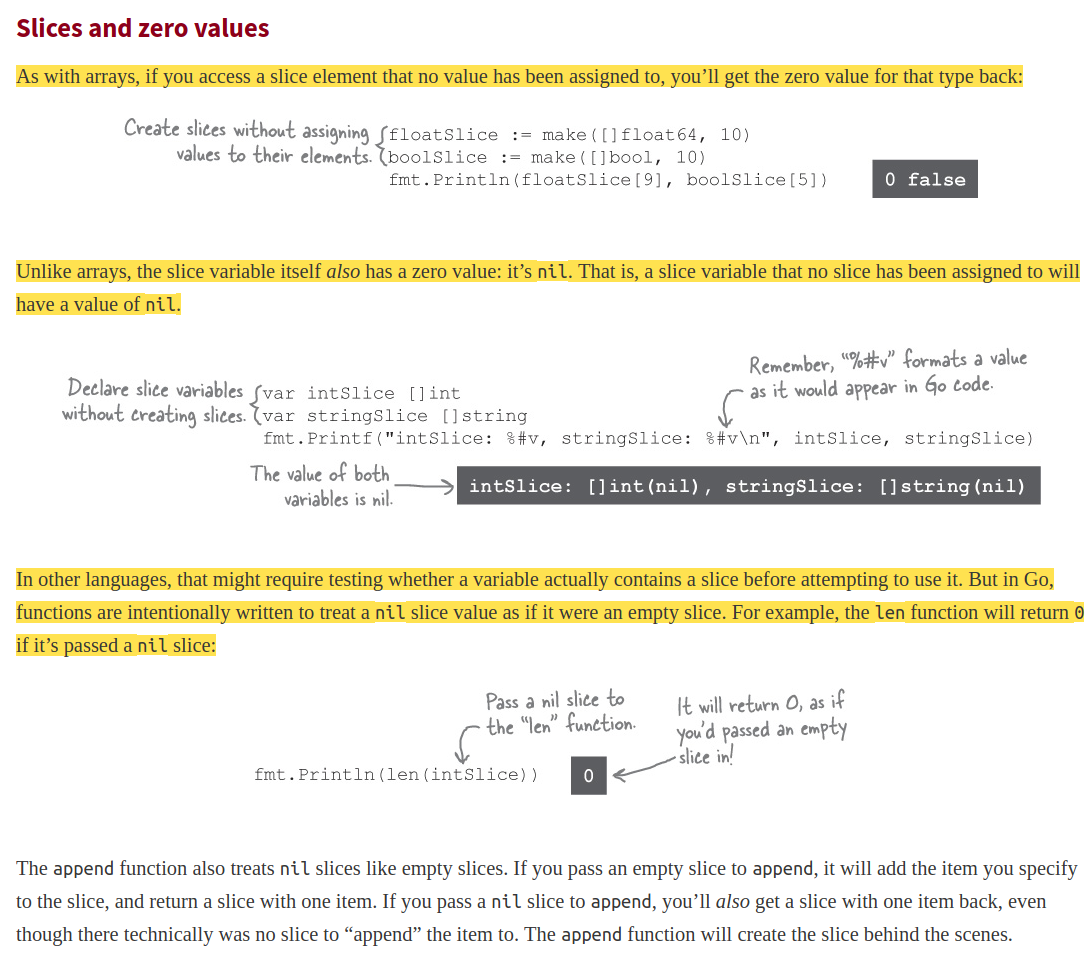 Slices and zero values
As with arrays, if you access a slice element that no value has been assigned to, you’ll get the zero value for that type back:
Create slices without assigning
values to their elements.
floatSlice := make([]float64, 10)
boolSlice := make([]bool, 10)
fmt.Println(floatSlice[9], boolSlice[5])
0 false
Unlike arrays, the slice variable itself also has a zero value: it’s nil. That is, a slice variable that no slice has been assigned to will
have a value of nil.
Remember, “%#v” formats a value
as it would appear in Go code.
Declare slice variables
without creating slices.
var intSlice []int
var stringSlice []string
fmt.Printf("intSlice: %#v, stringSlice: %#v\n", intSlice, stringSlice)
The value of both
variables is nil.
intSlice: []int(nil), stringSlice: []string(nil)
In other languages, that might require testing whether a variable actually contains a slice before attempting to use it. But in Go,
functions are intentionally written to treat a nil slice value as if it were an empty slice. For example, the len function will return 0
if it’s passed a nil slice:
Pass a nil slice to
the “len” function.
It will return 0, as if
you’d passed an empty
slice in!
fmt.Println(len(intSlice))
0
The append function also treats nil slices like empty slices. If you pass an empty slice to append, it will add the item you specify
to the slice, and return a slice with one item. If you pass a nil slice to append, you’ll also get a slice with one item back, even
though there technically was no slice to “append” the item to. The append function will create the slice behind the scenes.